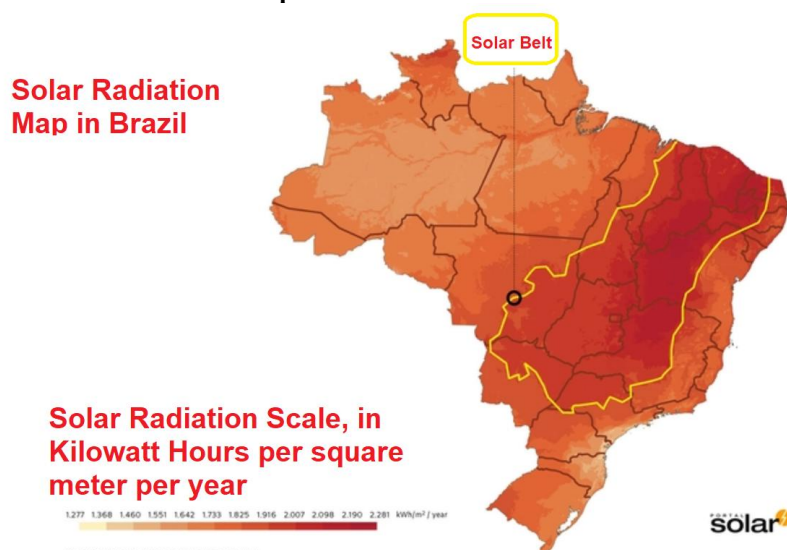 Solar Belt
Solar Radiation
Map in Brazil
Solar Radiation Scale, in
Kilowatt Hours per square
meter per year
1.277 1.368 1.460 1.551 1.642 1.733 1.825 1.916 2.007 2.098 2.190 2.281 kWh/m² / year
PORTAL
solar